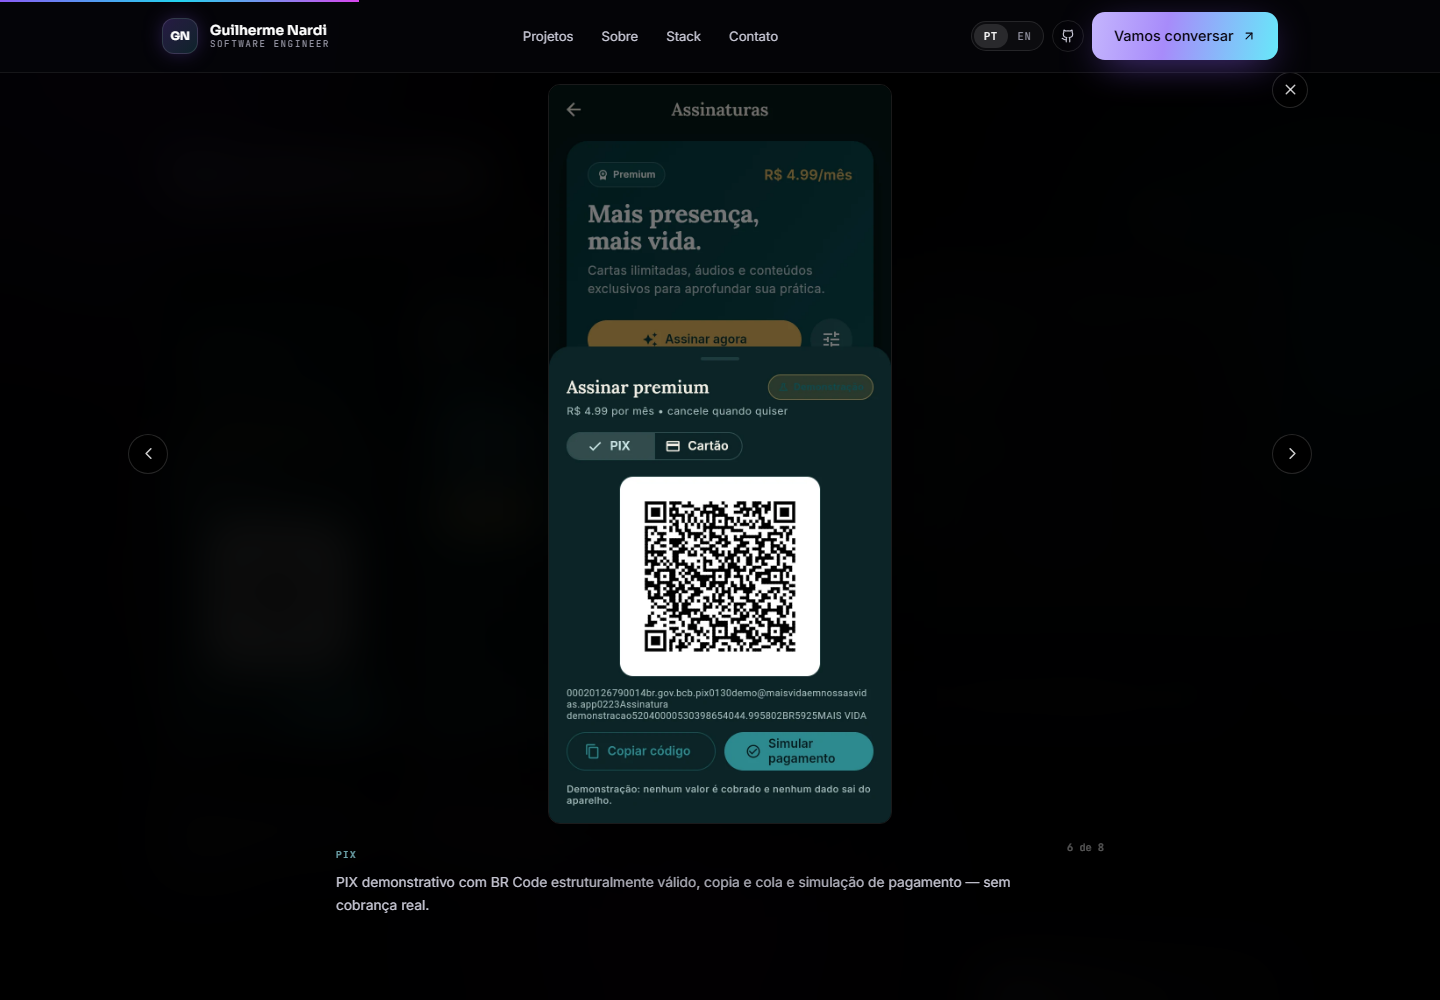 GN
Guilherme Nardi
SOFTWARE ENGINEER
Projetos
Sobre
Stack
Contato
PT
EN
Vamos conversar
Assinaturas
Premium
R$ 4.99/mês
Mais presença,
mais vida.
Cartas ilimitadas, áudios e conteúdos
exclusivos para aprofundar sua prática.
Assinar agora
Assinar premium
R$ 4.99 por mês • cancele quando quiser
PIX
Cartão
00020126790014br.gov.bcb.pix0130demo@maisvidaemnossasvid
as.app0223Assinatura
demonstracao52040000530398654044.995802BR5925MAIS VIDA
Copiar código
Simular
pagamento
Demonstração: nenhum valor é cobrado e nenhum dado sai do
aparelho.
PIX
6 de 8
PIX demonstrativo com BR Code estruturalmente válido, copia e cola e simulação de pagamento — sem
cobrança real.